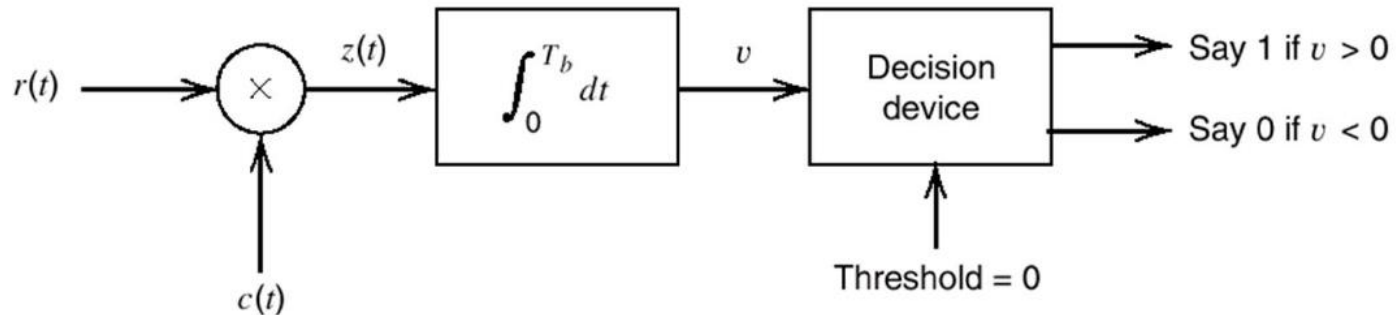 r(t)
×
z(t)
∫₀^{T_b} dt
v
Decision
device
Say 1 if v > 0
Say 0 if v < 0
c(t)
Threshold = 0